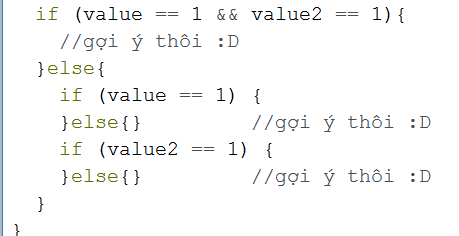 if (value == 1 && value2 == 1){
//gợi ý thôi :D
}else{
if (value == 1) {
}else{} //gợi ý thôi :D
if (value2 == 1) {
}else{} //gợi ý thôi :D
}
}